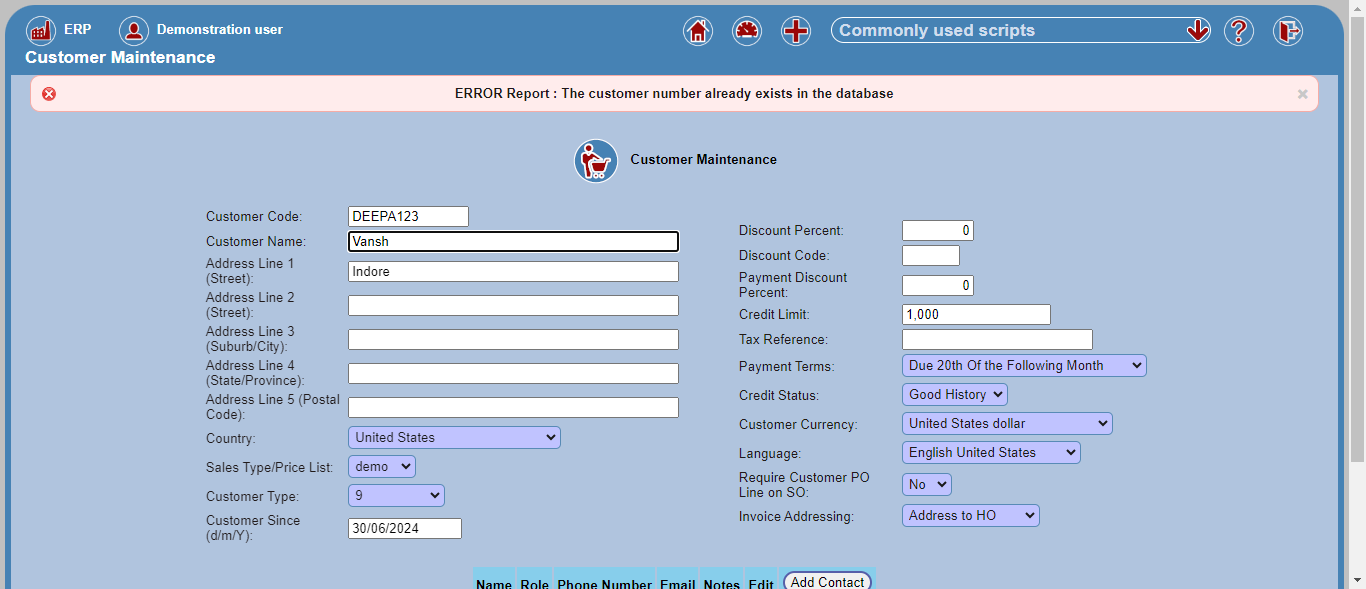 ERP
Demonstration user
Commonly used scripts
?
Customer Maintenance
ERROR Report : The customer number already exists in the database
×
Customer Maintenance
Customer Code:
DEEPA123
Customer Name:
Vansh
Address Line 1
(Street):
Indore
Address Line 2
(Street):
Address Line 3
(Suburb/City):
Address Line 4
(State/Province):
Address Line 5 (Postal
Code):
Country:
United States
Sales Type/Price List:
demo
Customer Type:
9
Customer Since
(d/m/Y):
30/06/2024
Discount Percent:
0
Discount Code:
Payment Discount
Percent:
0
Credit Limit:
1,000
Tax Reference:
Payment Terms:
Due 20th Of the Following Month
Credit Status:
Good History
Customer Currency:
United States dollar
Language:
English United States
Require Customer PO
Line on SO:
No
Invoice Addressing:
Address to HO
Name Role Phone Number Email Notes Edit Add Contact